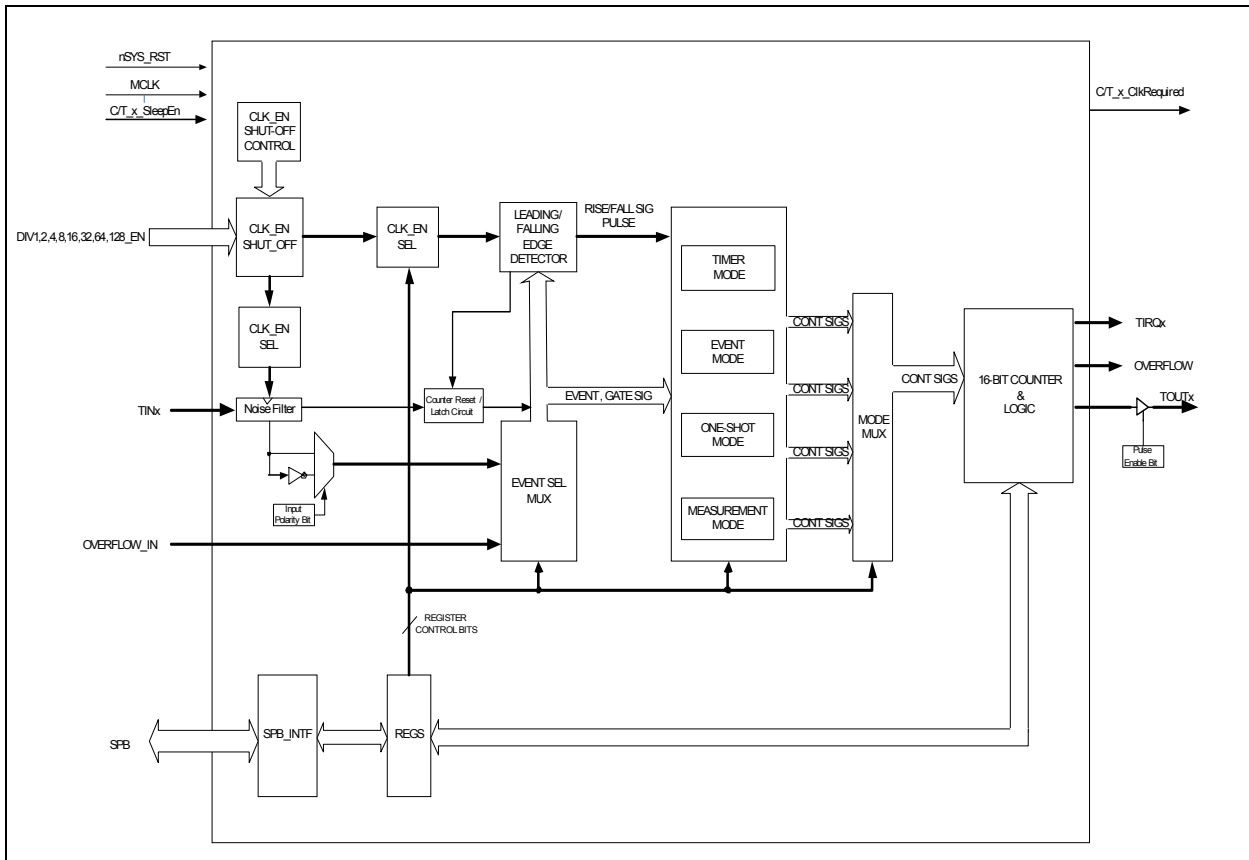 nSYS_RST
MCLK
C/T_x_SleepEn
C/T_x_ClkRequired
CLK_EN
SHUT-OFF
CONTROL
DIV1,2,4,8,16,32,64,128_EN
CLK_EN
SHUT_OFF
CLK_EN
SEL
LEADING/
FALLING
EDGE
DETECTOR
RISE/FALL SIG
PULSE
TIMER
MODE
CLK_EN
SEL
CONT SIGS
EVENT
MODE
CONT SIGS
CONT SIGS
16-BIT COUNTER
&
LOGIC
TIRQx
OVERFLOW
TOUTx
Pulse
Enable Bit
TINx
Noise Filter
Counter Reset /
Latch Circuit
EVENT, GATE SIG
ONE-SHOT
MODE
CONT SIGS
MODE
MUX
EVENT SEL
MUX
Input
Polarity Bit
MEASUREMENT
MODE
CONT SIGS
OVERFLOW_IN
REGISTER
CONTROL BITS
SPB
SPB_INTF
REGS